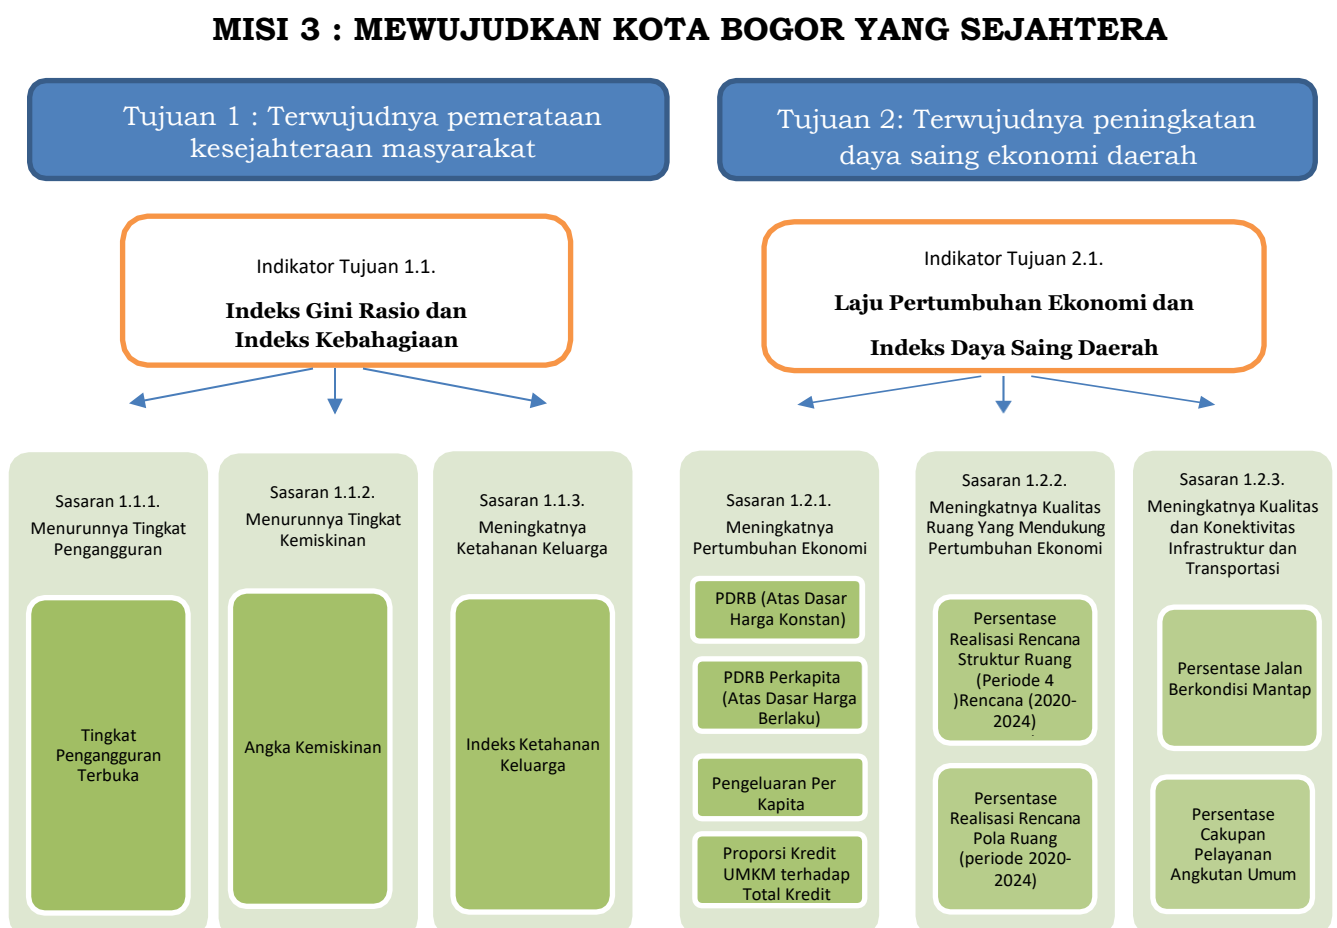 MISI 3 : MEWUJUDKAN KOTA BOGOR YANG SEJAHTERA
Tujuan 1 : Terwujudnya pemerataan
kesejahteraan masyarakat
Tujuan 2: Terwujudnya peningkatan
daya saing ekonomi daerah
Indikator Tujuan 1.1.
Indeks Gini Rasio dan
Indeks Kebahagiaan
Indikator Tujuan 2.1.
Laju Pertumbuhan Ekonomi dan
Indeks Daya Saing Daerah
Sasaran 1.1.1.
Menurunnya Tingkat
Pengangguran
Tingkat
Pengangguran
Terbuka
Sasaran 1.1.2.
Menurunnya Tingkat
Kemiskinan
Angka Kemiskinan
Sasaran 1.1.3.
Meningkatnya
Ketahanan Keluarga
Indeks Ketahanan
Keluarga
Sasaran 1.2.1.
Meningkatnya
Pertumbuhan Ekonomi
PDRB (Atas Dasar
Harga Konstan)
PDRB Perkapita
(Atas Dasar Harga
Berlaku)
Pengeluaran Per
Kapita
Proporsi Kredit
UMKM terhadap
Total Kredit
Sasaran 1.2.2.
Meningkatnya Kualitas
Ruang Yang Mendukung
Pertumbuhan Ekonomi
Persentase
Realisasi Rencana
Struktur Ruang
(Periode 4
)Rencana (2020-
2024)
.
Persentase
Realisasi Rencana
Pola Ruang
(periode 2020-
2024)
Sasaran 1.2.3.
Meningkatnya Kualitas
dan Konektivitas
Infrastruktur dan
Transportasi
Persentase Jalan
Berkondisi Mantap
Persentase
Cakupan
Pelayanan
Angkutan Umum